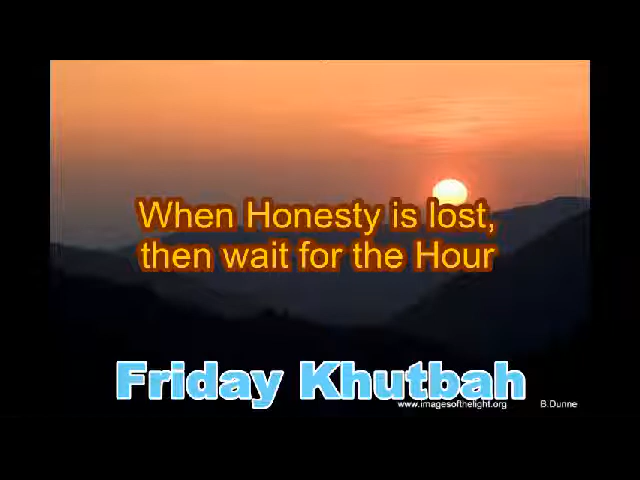 When Honesty is lost,
then wait for the Hour
Friday Khutbah
www.imagesofthelight.org B.Dunne